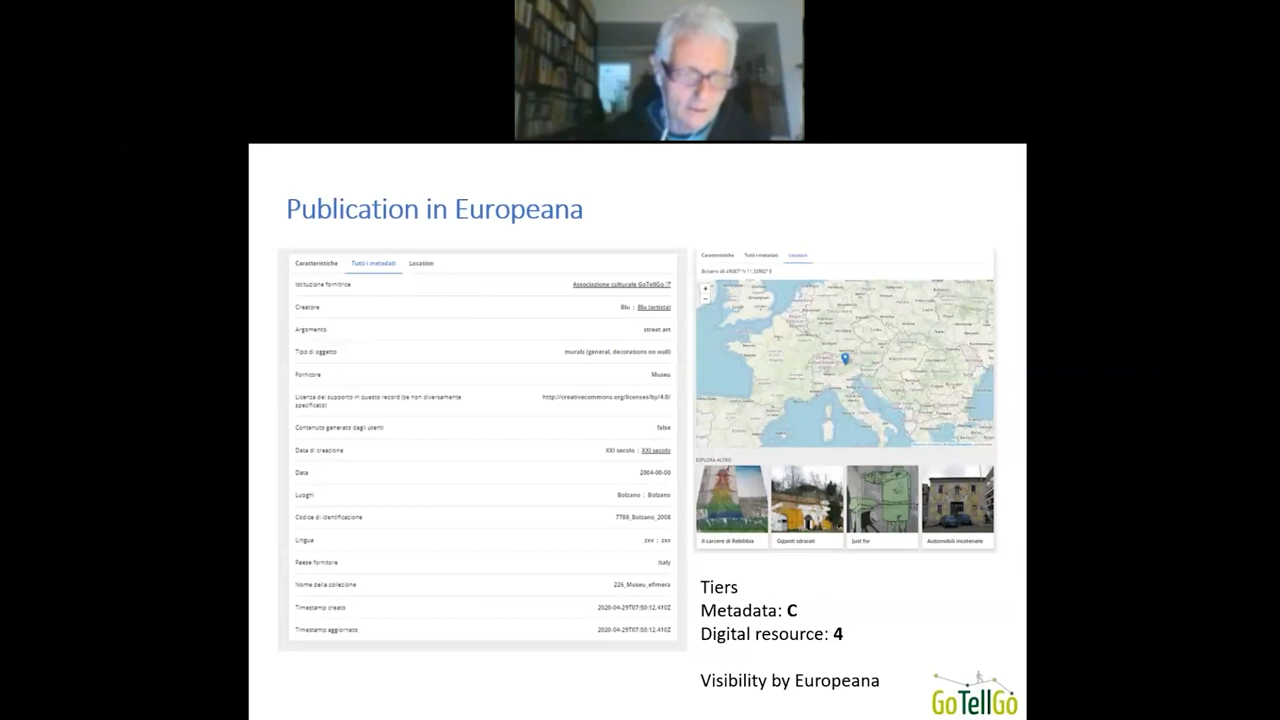 Publication in Europeana
Caratteristiche Tutti i metadati Location
Istituzione fornitrice Associazione culturale GoTellGo
Creatore Blu ; Blu (artista)
Argomento street art
Tipo di oggetto murals (general, decorations on wall)
Fornitore Museu
Licenza del supporto in questo record (se non diversamente
specificato) http://creativecommons.org/licenses/by/4.0/
Contenuto generato dagli utenti false
Data di creazione XXI secolo ; XXI secolo
Data 2004-00-00
Luoghi Bolzano ; Bolzano
Codice di identificazione 7788_Bolzano_2008
Lingua zxx ; zxx
Paese fornitore Italy
Nome della collezione 226_Museu_efimera
Timestamp creato 2020-04-29T07:50:12.410Z
Timestamp aggiornato 2020-04-29T07:50:12.410Z
Caratteristiche Tutti i metadati Location
ESPLORA ALTRO
Il carcere di Rebibbia
Giganti sdraiati
Just for
Automobili incatenate
Tiers
Metadata: C
Digital resource: 4
Visibility by Europeana
GoTellGo